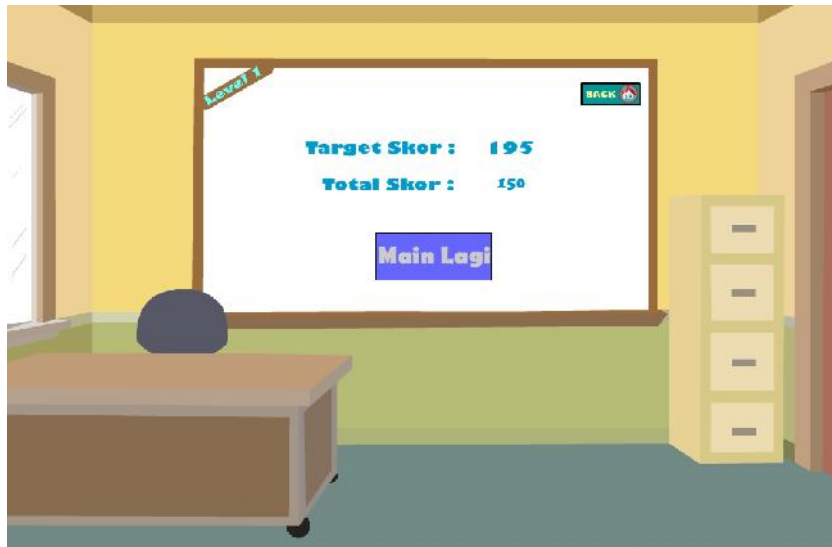 Level 1
BACK
Target Skor : 195
Total Skor : 150
Main Lagi